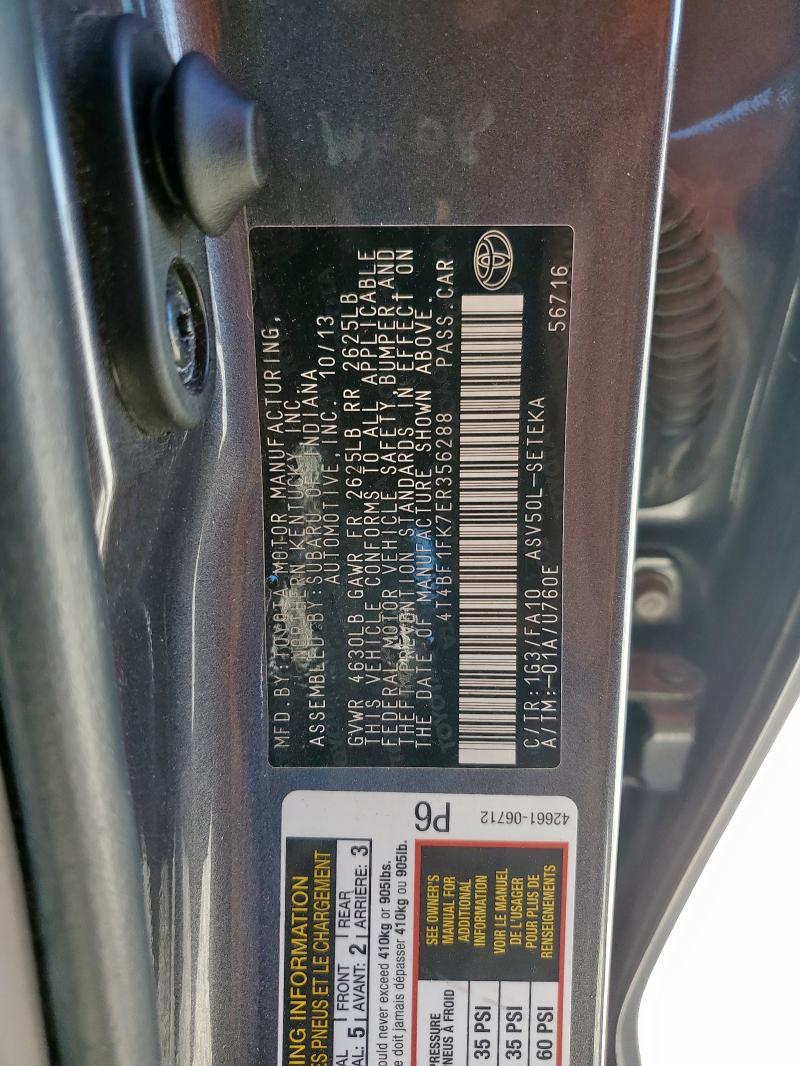 MFD.BY:TOYOTA MOTOR MANUFACTURING,
NORTHERN KENTUCKY, INC.
ASSEMBLED BY:SUBARU OF INDIANA
AUTOMOTIVE, INC. 10/13
GVWR 4630LB GAWR FR 2625LB RR 2625LB
THIS VEHICLE CONFORMS TO ALL APPLICABLE
FEDERAL MOTOR VEHICLE SAFETY, BUMPER, AND
THEFT PREVENTION STANDARDS IN EFFECT ON
THE DATE OF MANUFACTURE SHOWN ABOVE.
4T4BF1FK7ER356288 PASS.CAR
C/TR:1G3/FA10 ASV50L-SETEKA
A/TM:-01A/U760E 56716
ING INFORMATION
ES PNEUS ET LE CHARGEMENT
AL 5 FRONT 2 REAR 3
AL: AVANT: ARRIÈRE:
ould never exceed 410kg or 905lbs.
e doit jamais dépasser 410kg ou 905lb.
P6
42661-06712
SEE OWNER'S
MANUAL FOR
ADDITIONAL
INFORMATION
VOIR LE MANUEL
DE L'USAGER
POUR PLUS DE
RENSEIGNEMENTS
PRESSURE
NEUS À FROID
35 PSI
35 PSI
60 PSI